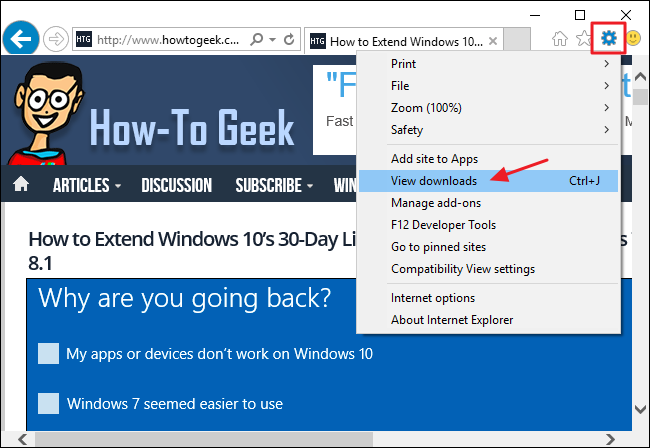 HTG http://www.howtogeek.c...
HTG How to Extend Windows 10...
Print
File
Zoom (100%)
Safety
Add site to Apps
View downloads Ctrl+J
Manage add-ons
F12 Developer Tools
Go to pinned sites
Compatibility View settings
Internet options
About Internet Explorer
"F
Fast
How-To Geek
ARTICLES DISCUSSION SUBSCRIBE WIN
How to Extend Windows 10's 30-Day Li
8.1
Why are you going back?
My apps or devices don't work on Windows 10
Windows 7 seemed easier to use